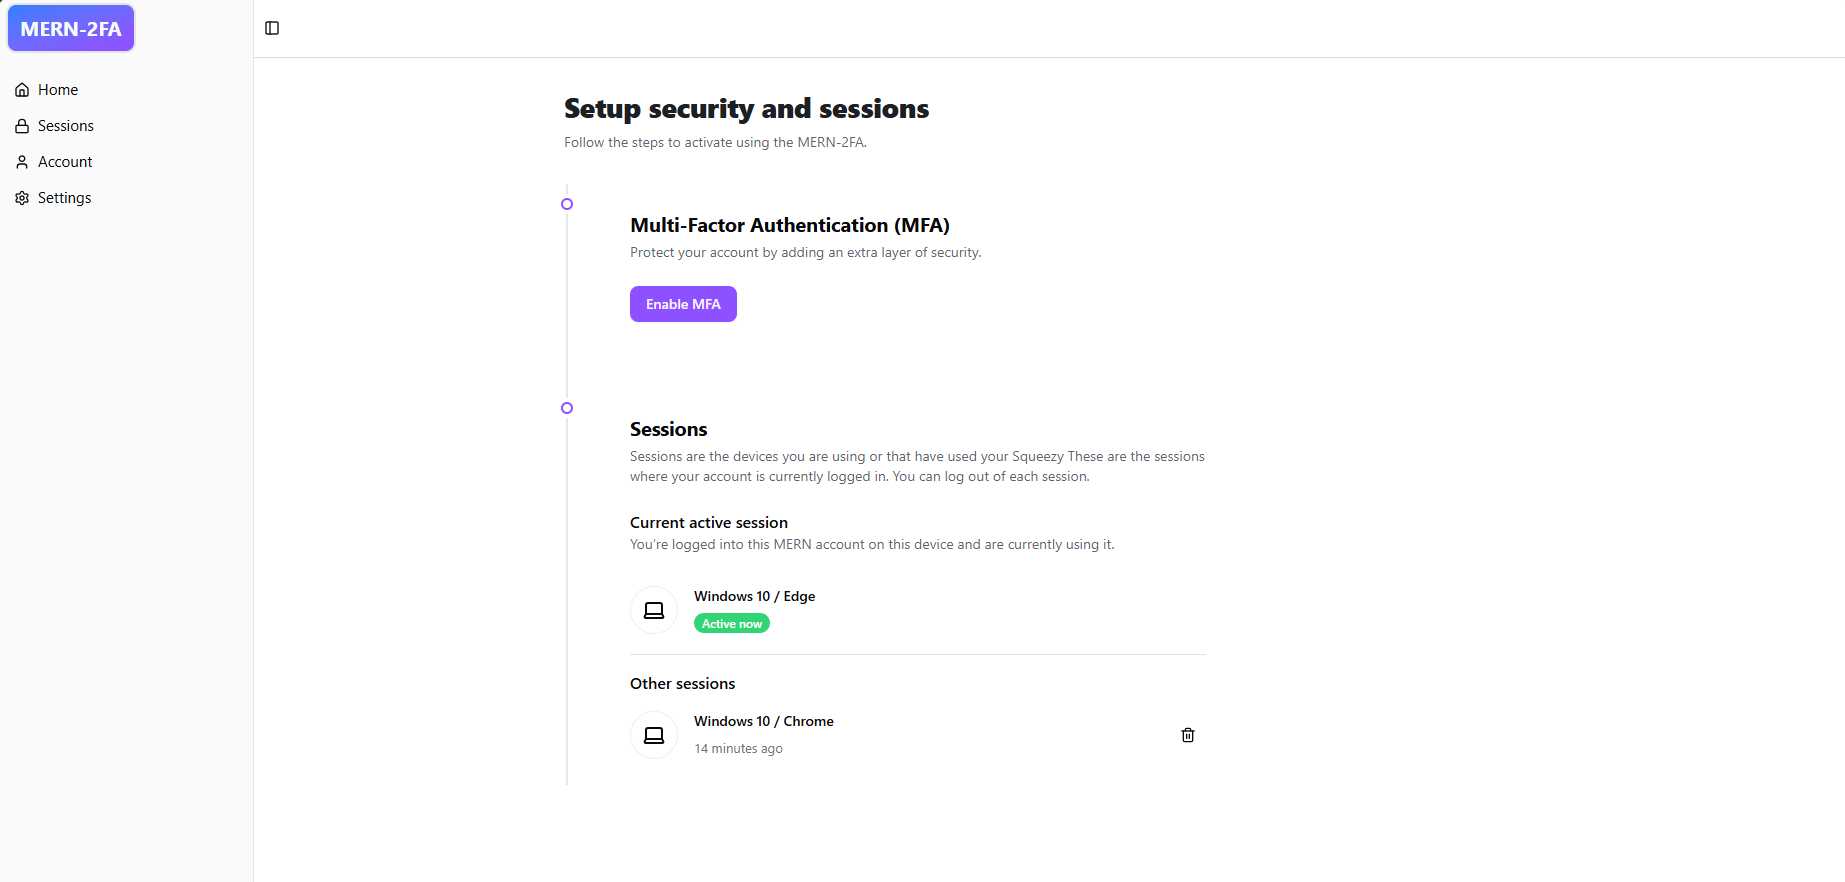 MERN-2FA
Home
Sessions
Account
Settings
Setup security and sessions
Follow the steps to activate using the MERN-2FA.
Multi-Factor Authentication (MFA)
Protect your account by adding an extra layer of security.
Enable MFA
Sessions
Sessions are the devices you are using or that have used your Squeezy These are the sessions
where your account is currently logged in. You can log out of each session.
Current active session
You’re logged into this MERN account on this device and are currently using it.
Windows 10 / Edge
Active now
Other sessions
Windows 10 / Chrome
14 minutes ago